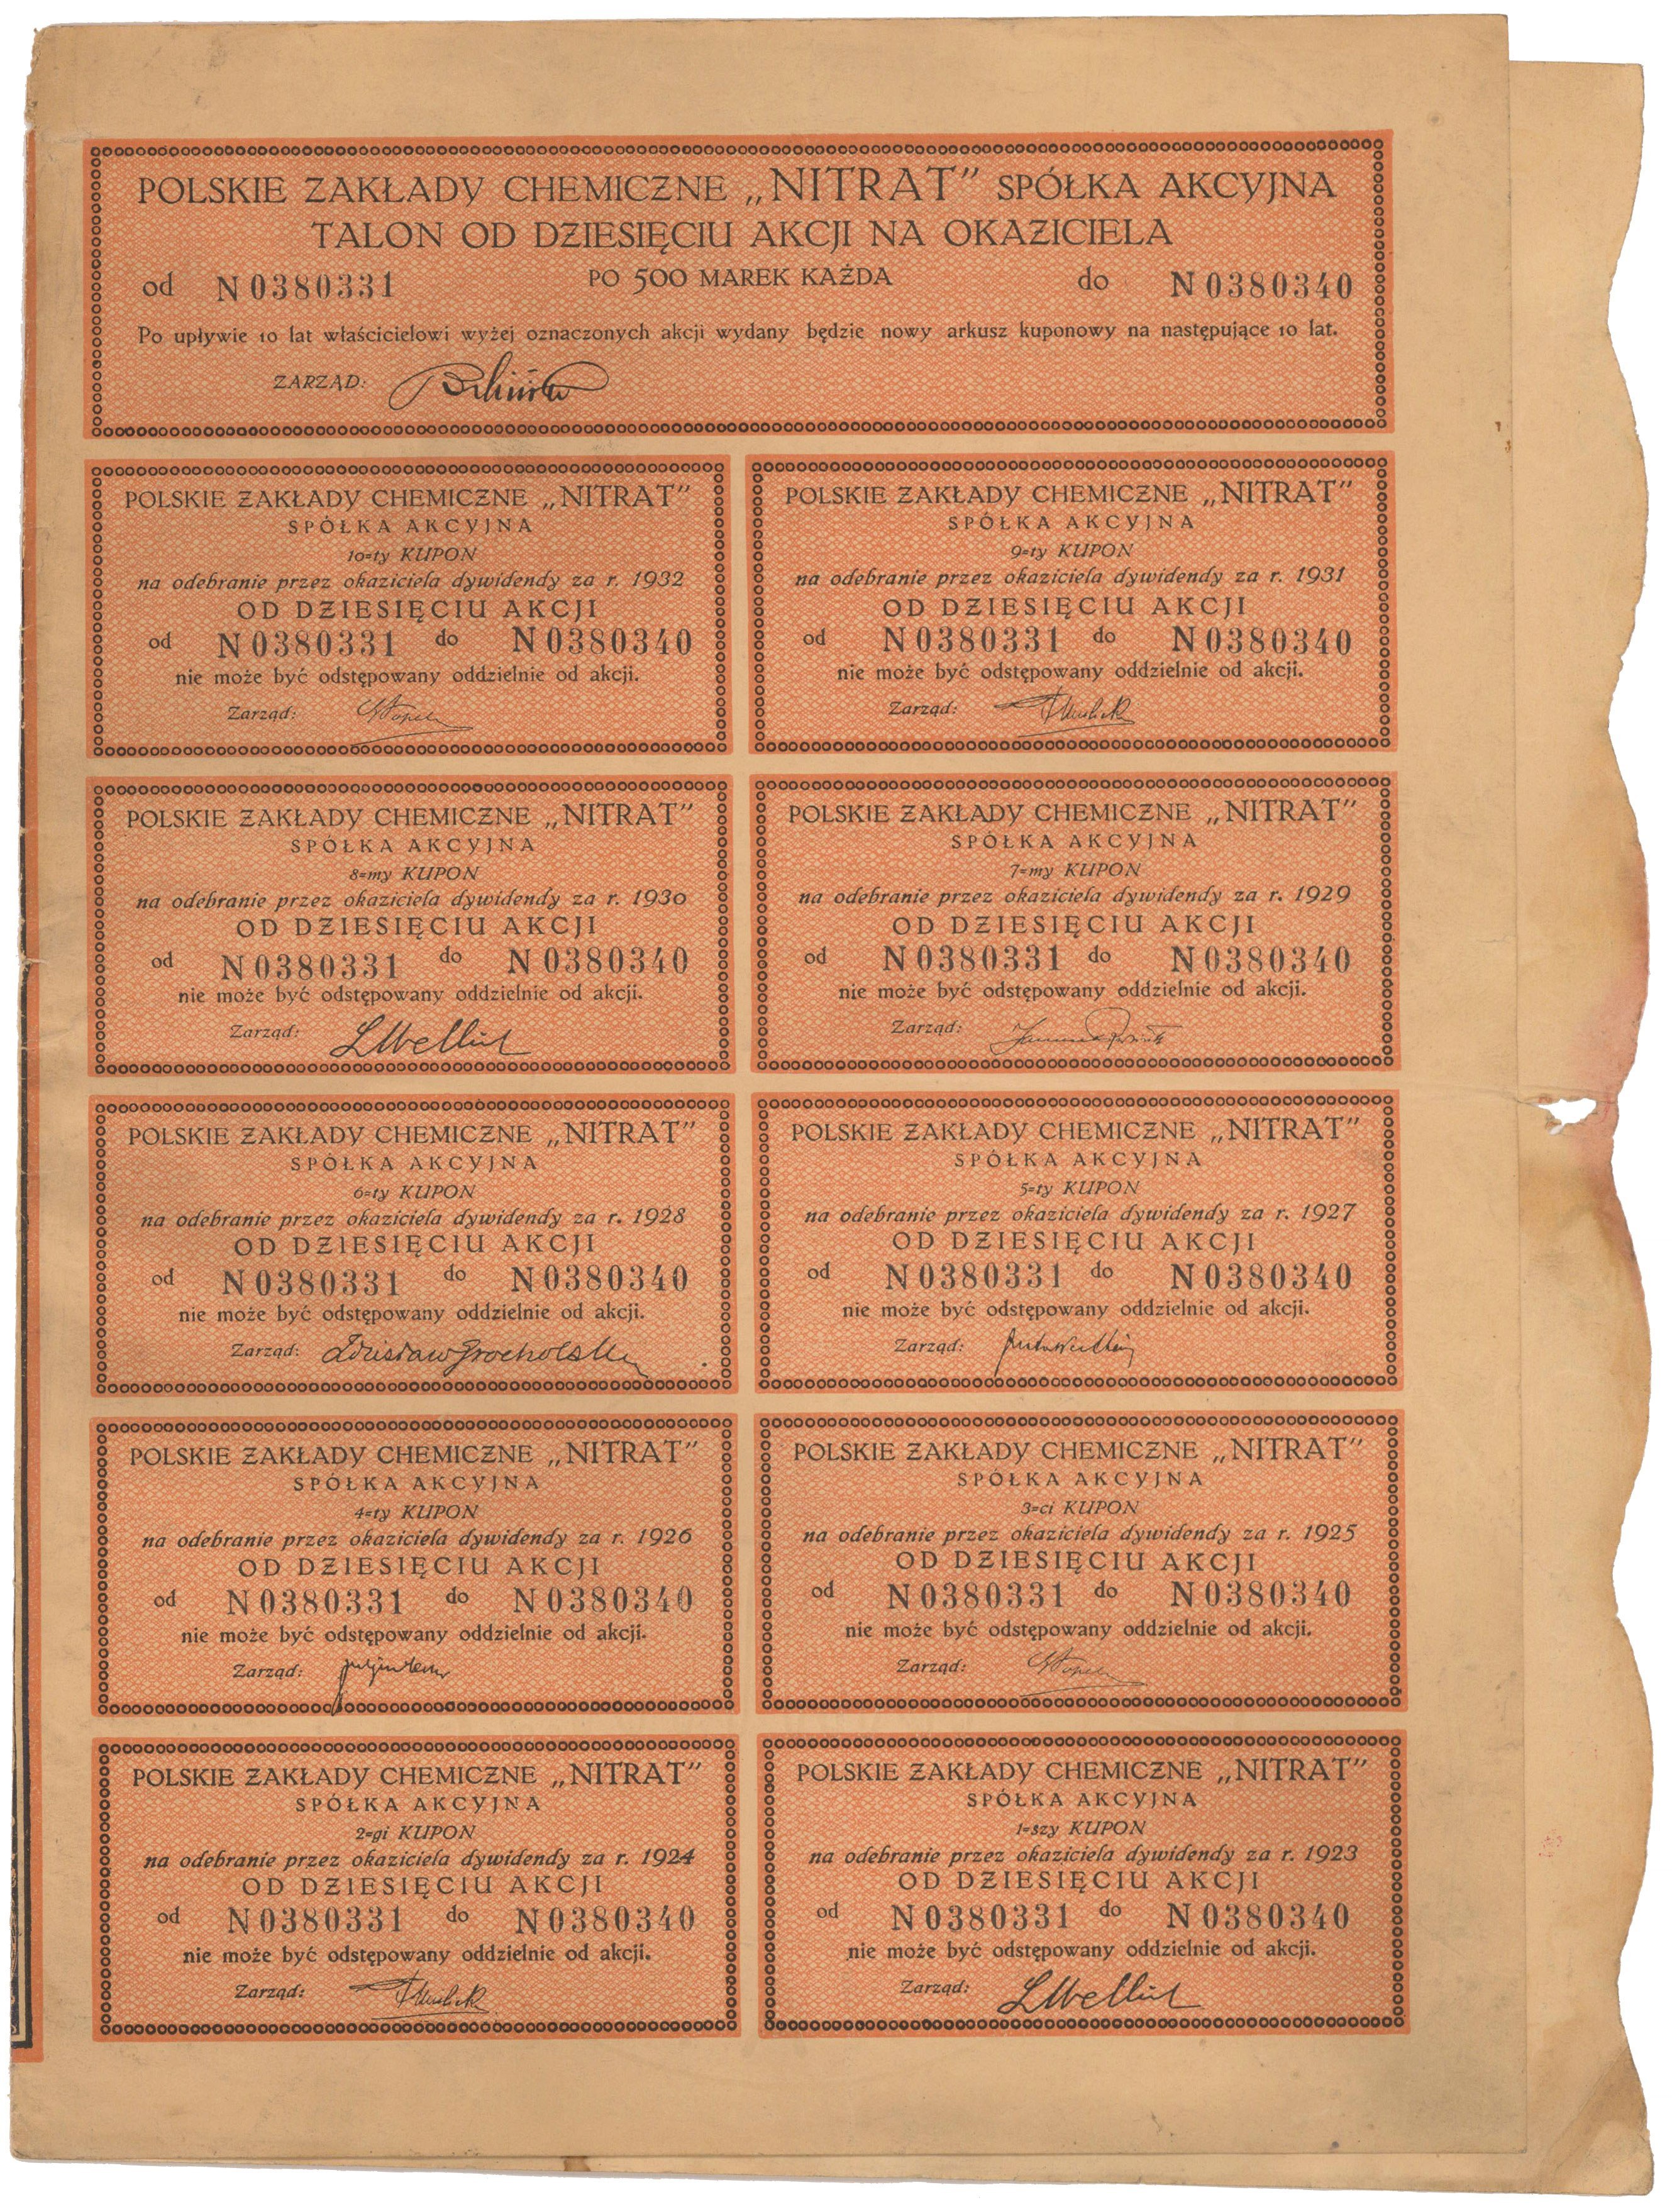 POLSKIE ZAKŁADY CHEMICZNE „NITRAT” SPÓŁKA AKCYJNA
TALON OD DZIESIĘCIU AKCJI NA OKAZICIELA
od N0380331 PO 500 MAREK KAŻDA do N0380340
Po upływie 10 lat właścicielowi wyżej oznaczonych akcji wydany będzie nowy arkusz kuponowy na następujące 10 lat.
ZARZĄD:
POLSKIE ZAKŁADY CHEMICZNE „NITRAT”
SPÓŁKA AKCYJNA
10-ty KUPON
na odebranie przez okaziciela dywidendy za r. 1932
OD DZIESIĘCIU AKCJI
od N0380331 do N0380340
nie może być odstępowany oddzielnie od akcji.
Zarząd:
POLSKIE ZAKŁADY CHEMICZNE „NITRAT”
SPÓŁKA AKCYJNA
9-ty KUPON
na odebranie przez okaziciela dywidendy za r. 1931
OD DZIESIĘCIU AKCJI
od N0380331 do N0380340
nie może być odstępowany oddzielnie od akcji.
Zarząd:
POLSKIE ZAKŁADY CHEMICZNE „NITRAT”
SPÓŁKA AKCYJNA
8-my KUPON
na odebranie przez okaziciela dywidendy za r. 1930
OD DZIESIĘCIU AKCJI
od N0380331 do N0380340
nie może być odstępowany oddzielnie od akcji.
Zarząd:
POLSKIE ZAKŁADY CHEMICZNE „NITRAT”
SPÓŁKA AKCYJNA
7-my KUPON
na odebranie przez okaziciela dywidendy za r. 1929
OD DZIESIĘCIU AKCJI
od N0380331 do N0380340
nie może być odstępowany oddzielnie od akcji.
Zarząd:
POLSKIE ZAKŁADY CHEMICZNE „NITRAT”
SPÓŁKA AKCYJNA
6-ty KUPON
na odebranie przez okaziciela dywidendy za r. 1928
OD DZIESIĘCIU AKCJI
od N0380331 do N0380340
nie może być odstępowany oddzielnie od akcji.
Zarząd: Zdzisław Grocholski
POLSKIE ZAKŁADY CHEMICZNE „NITRAT”
SPÓŁKA AKCYJNA
5-ty KUPON
na odebranie przez okaziciela dywidendy za r. 1927
OD DZIESIĘCIU AKCJI
od N0380331 do N0380340
nie może być odstępowany oddzielnie od akcji.
Zarząd:
POLSKIE ZAKŁADY CHEMICZNE „NITRAT”
SPÓŁKA AKCYJNA
4-ty KUPON
na odebranie przez okaziciela dywidendy za r. 1926
OD DZIESIĘCIU AKCJI
od N0380331 do N0380340
nie może być odstępowany oddzielnie od akcji.
Zarząd:
POLSKIE ZAKŁADY CHEMICZNE „NITRAT”
SPÓŁKA AKCYJNA
3-ci KUPON
na odebranie przez okaziciela dywidendy za r. 1925
OD DZIESIĘCIU AKCJI
od N0380331 do N0380340
nie może być odstępowany oddzielnie od akcji.
Zarząd:
POLSKIE ZAKŁADY CHEMICZNE „NITRAT”
SPÓŁKA AKCYJNA
2-gi KUPON
na odebranie przez okaziciela dywidendy za r. 1924
OD DZIESIĘCIU AKCJI
od N0380331 do N0380340
nie może być odstępowany oddzielnie od akcji.
Zarząd:
POLSKIE ZAKŁADY CHEMICZNE „NITRAT”
SPÓŁKA AKCYJNA
1-szy KUPON
na odebranie przez okaziciela dywidendy za r. 1923
OD DZIESIĘCIU AKCJI
od N0380331 do N0380340
nie może być odstępowany oddzielnie od akcji.
Zarząd: